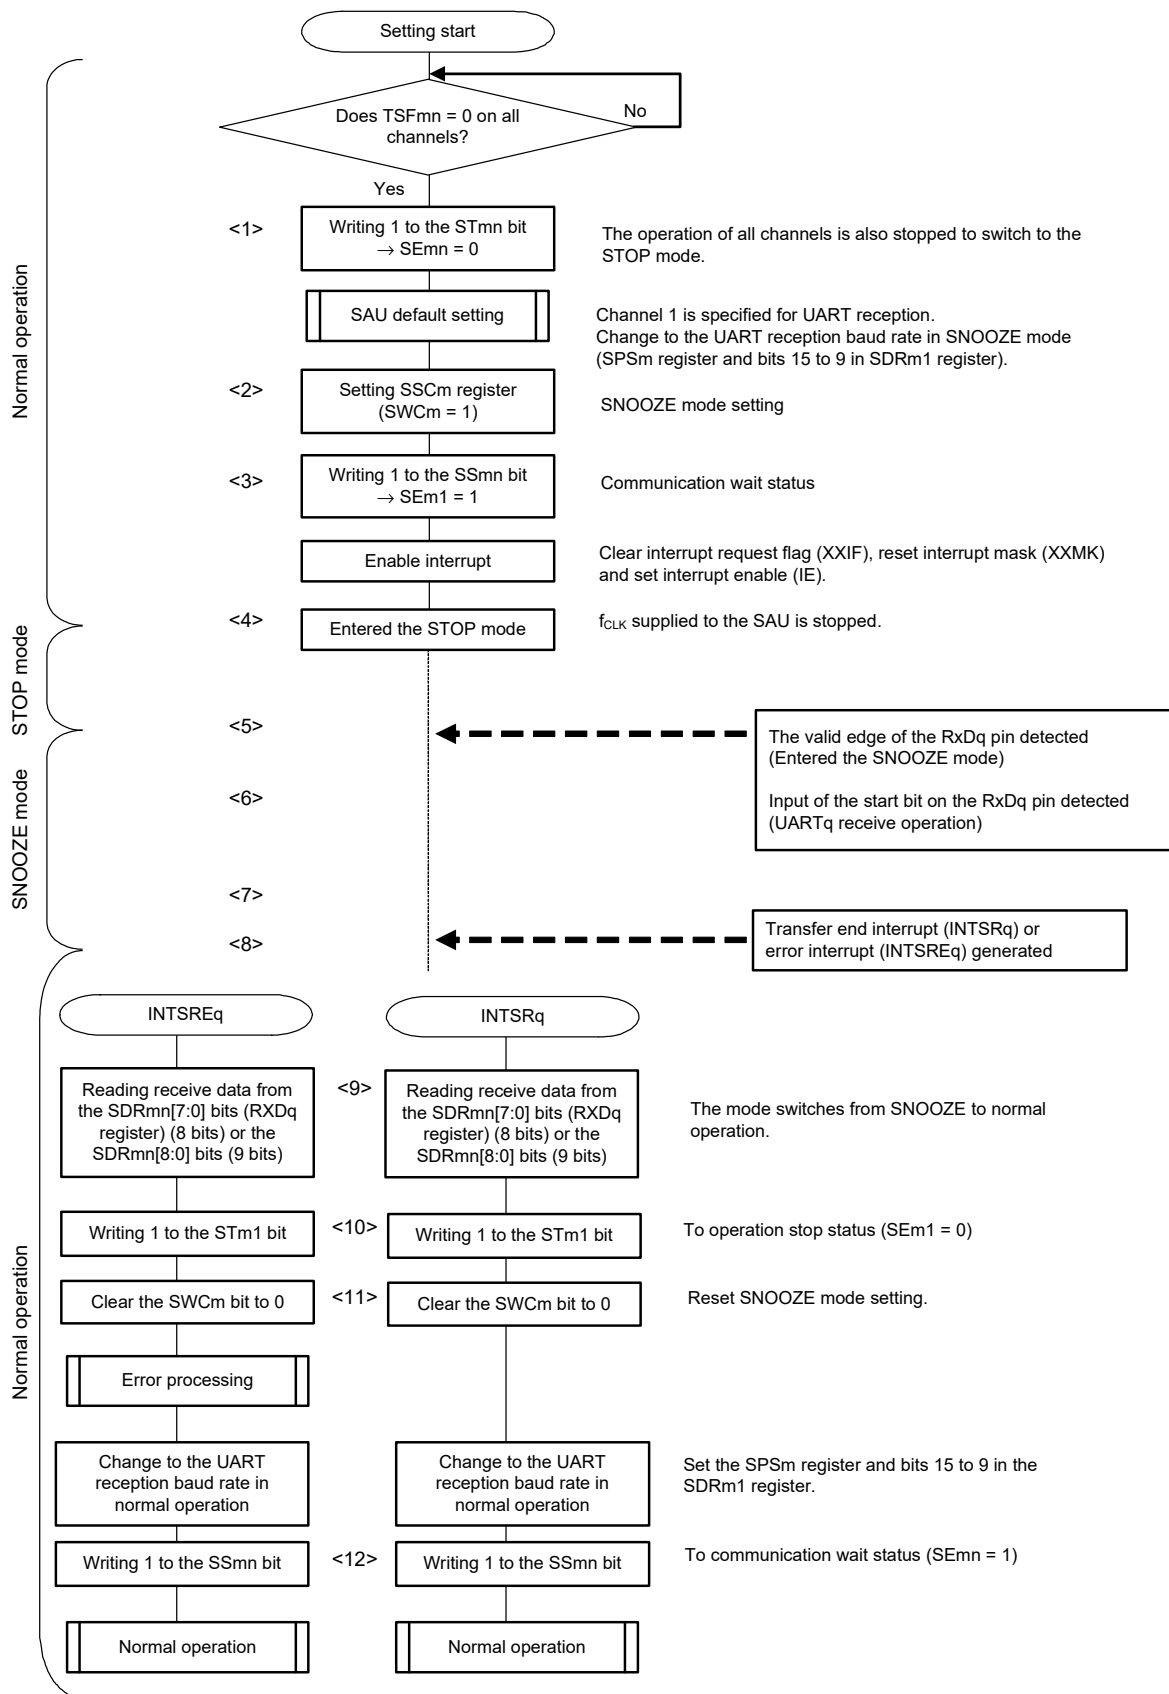 Setting start
Does TSFmn = 0 on all
channels?
No
Yes
Normal operation
<1>
Writing 1 to the STmn bit
→ SEmn = 0
The operation of all channels is also stopped to switch to the
STOP mode.
SAU default setting
Channel 1 is specified for UART reception.
Change to the UART reception baud rate in SNOOZE mode
(SPSm register and bits 15 to 9 in SDRm1 register).
<2>
Setting SSCm register
(SWCm = 1)
SNOOZE mode setting
<3>
Writing 1 to the SSmn bit
→ SEm1 = 1
Communication wait status
Enable interrupt
Clear interrupt request flag (XXIF), reset interrupt mask (XXMK)
and set interrupt enable (IE).
<4>
Entered the STOP mode
fCLK supplied to the SAU is stopped.
STOP mode
<5>
The valid edge of the RxDq pin detected
(Entered the SNOOZE mode)
SNOOZE mode
<6>
Input of the start bit on the RxDq pin detected
(UARTq receive operation)
<7>
<8>
Transfer end interrupt (INTSRq) or
error interrupt (INTSREq) generated
INTSREq
INTSRq
Normal operation
Reading receive data from
the SDRmn[7:0] bits (RXDq
register) (8 bits) or the
SDRmn[8:0] bits (9 bits)
<9>
Reading receive data from
the SDRmn[7:0] bits (RXDq
register) (8 bits) or the
SDRmn[8:0] bits (9 bits)
The mode switches from SNOOZE to normal
operation.
Writing 1 to the STm1 bit
<10>
Writing 1 to the STm1 bit
To operation stop status (SEm1 = 0)
Clear the SWCm bit to 0
<11>
Clear the SWCm bit to 0
Reset SNOOZE mode setting.
Error processing
Change to the UART
reception baud rate in
normal operation
Change to the UART
reception baud rate in
normal operation
Set the SPSm register and bits 15 to 9 in the
SDRm1 register.
Writing 1 to the SSmn bit
<12>
Writing 1 to the SSmn bit
To communication wait status (SEmn = 1)
Normal operation
Normal operation